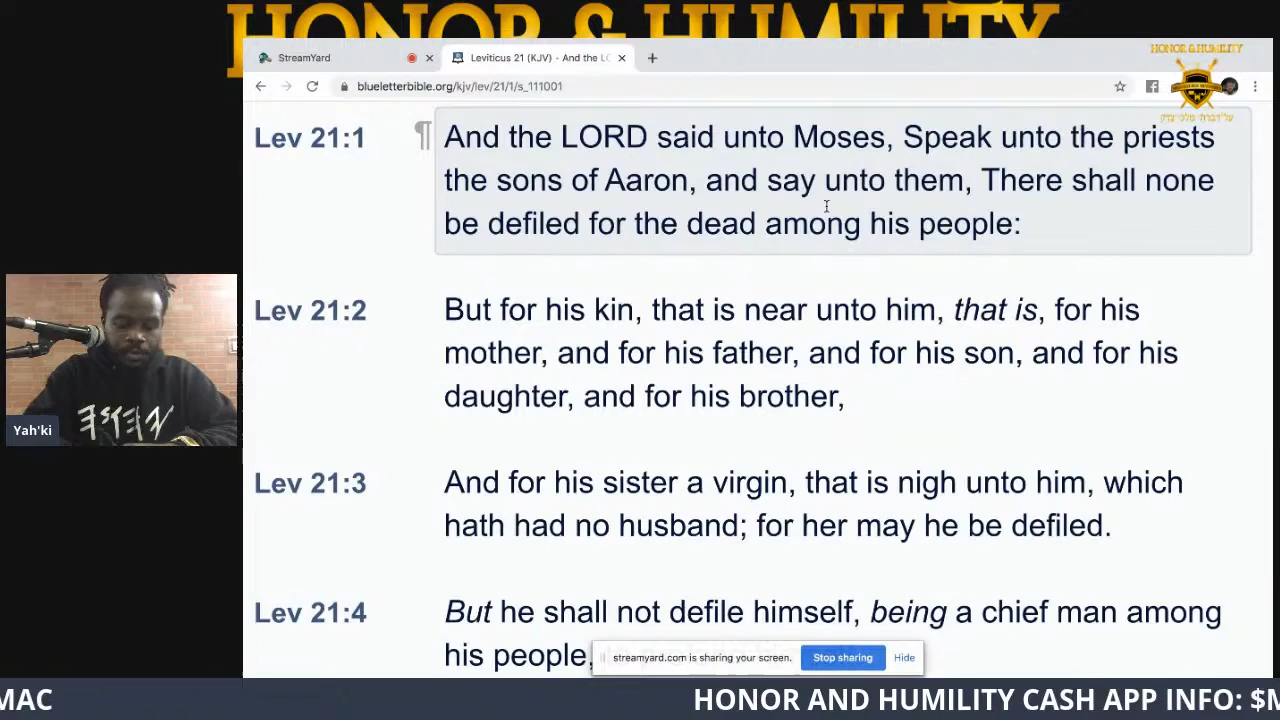 HONOR & HUMILITY
StreamYard
Leviticus 21 (KJV) - And the LO
HONOR & HUMILITY
blueletterbible.org/kjv/lev/21/1/s_111001
Lev 21:1 ¶ And the LORD said unto Moses, Speak unto the priests
the sons of Aaron, and say unto them, There shall none
be defiled for the dead among his people:
Lev 21:2 But for his kin, that is near unto him, that is, for his
mother, and for his father, and for his son, and for his
daughter, and for his brother,
Yah'ki
Lev 21:3 And for his sister a virgin, that is nigh unto him, which
hath had no husband; for her may he be defiled.
Lev 21:4 But he shall not defile himself, being a chief man among
his people,
streamyard.com is sharing your screen. Stop sharing Hide
MAC HONOR AND HUMILITY CASH APP INFO: $M